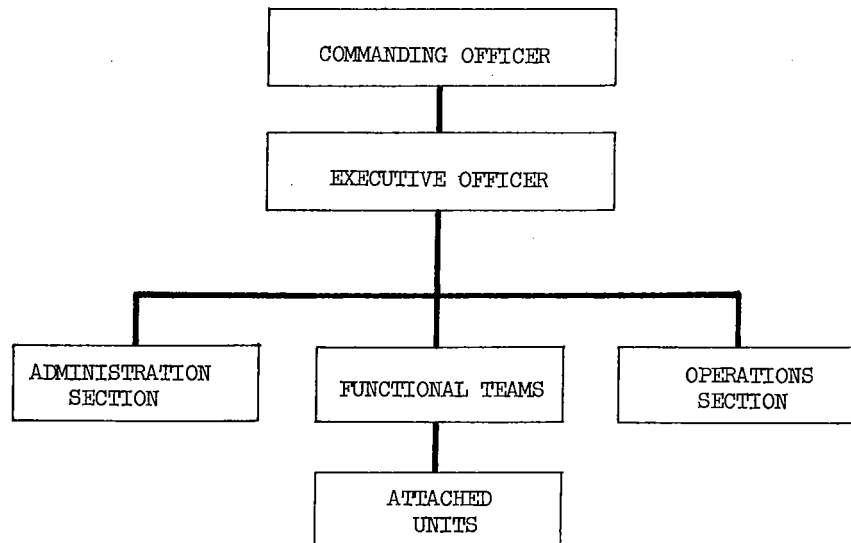 COMMANDING OFFICER
EXECUTIVE OFFICER
ADMINISTRATION
SECTION
FUNCTIONAL TEAMS
OPERATIONS
SECTION
ATTACHED
UNITS